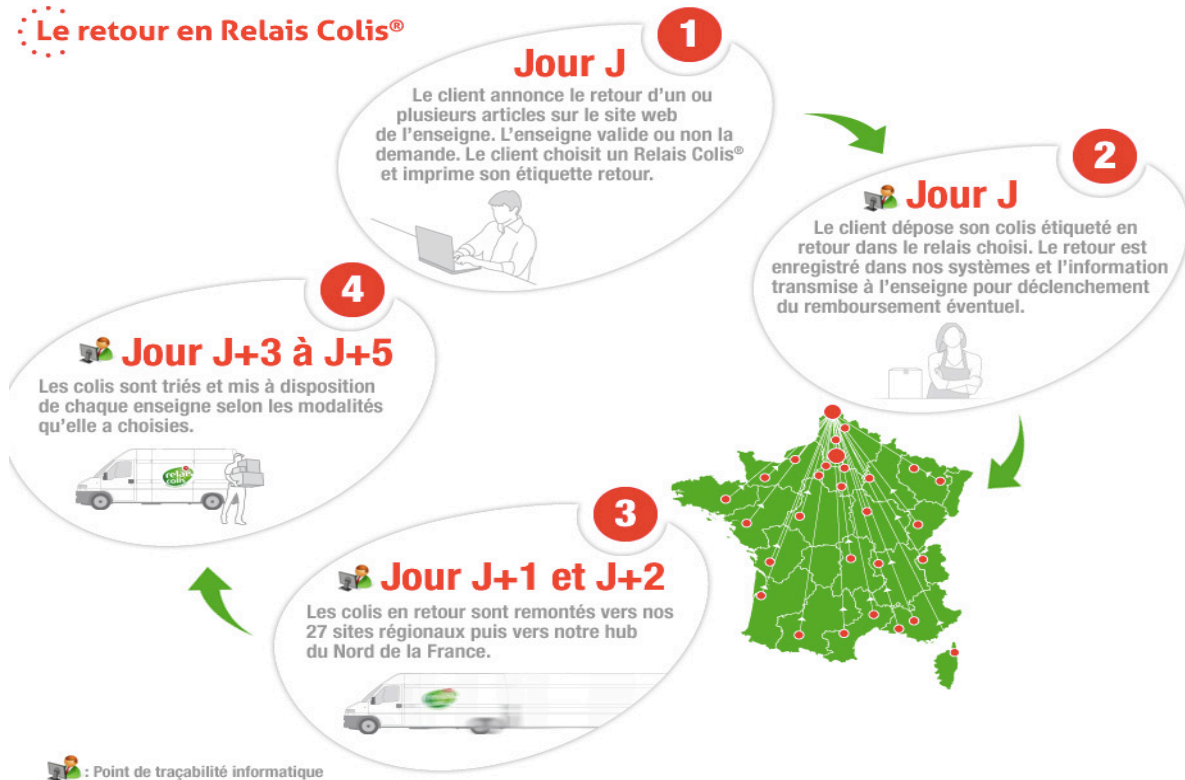 Le retour en Relais Colis®
1
Jour J
Le client annonce le retour d'un ou
plusieurs articles sur le site web
de l'enseigne. L'enseigne valide ou non la
demande. Le client choisit un Relais Colis®
et imprime son étiquette retour.
2
Jour J
Le client dépose son colis étiqueté en
retour dans le relais choisi. Le retour est
enregistré dans nos systèmes et l'information
transmise à l'enseigne pour déclenchement
du remboursement éventuel.
3
Jour J+1 et J+2
Les colis en retour sont remontés vers nos
27 sites régionaux puis vers notre hub
du Nord de la France.
4
Jour J+3 à J+5
Les colis sont triés et mis à disposition
de chaque enseigne selon les modalités
qu'elle a choisies.
relais
colis
: Point de traçabilité informatique